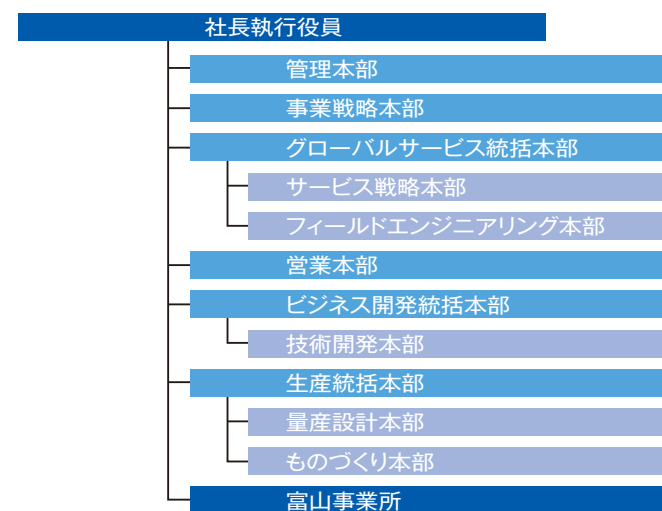 社長執行役員
管理本部
事業戦略本部
グローバルサービス統括本部
サービス戦略本部
フィールドエンジニアリング本部
営業本部
ビジネス開発統括本部
技術開発本部
生産統括本部
量産設計本部
ものづくり本部
富山事業所